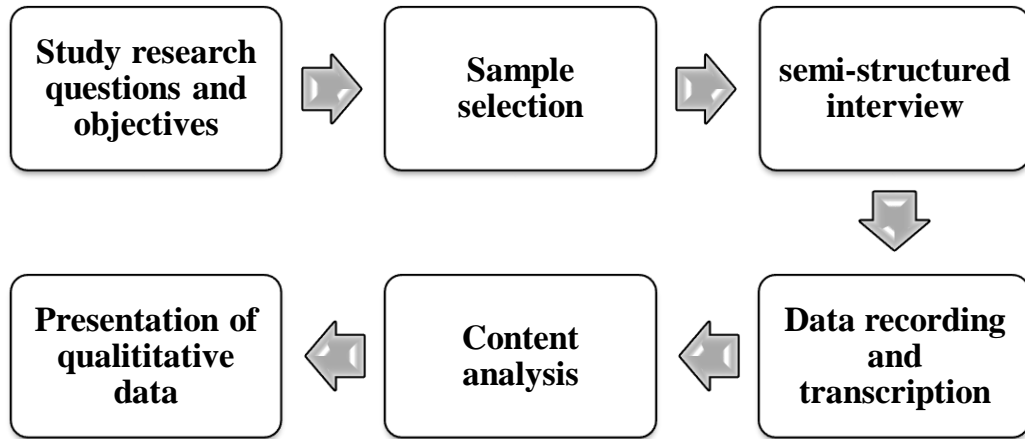 Study research
questions and
objectives
Sample
selection
semi-structured
interview
Data recording
and
transcription
Content
analysis
Presentation of
qualititative
data